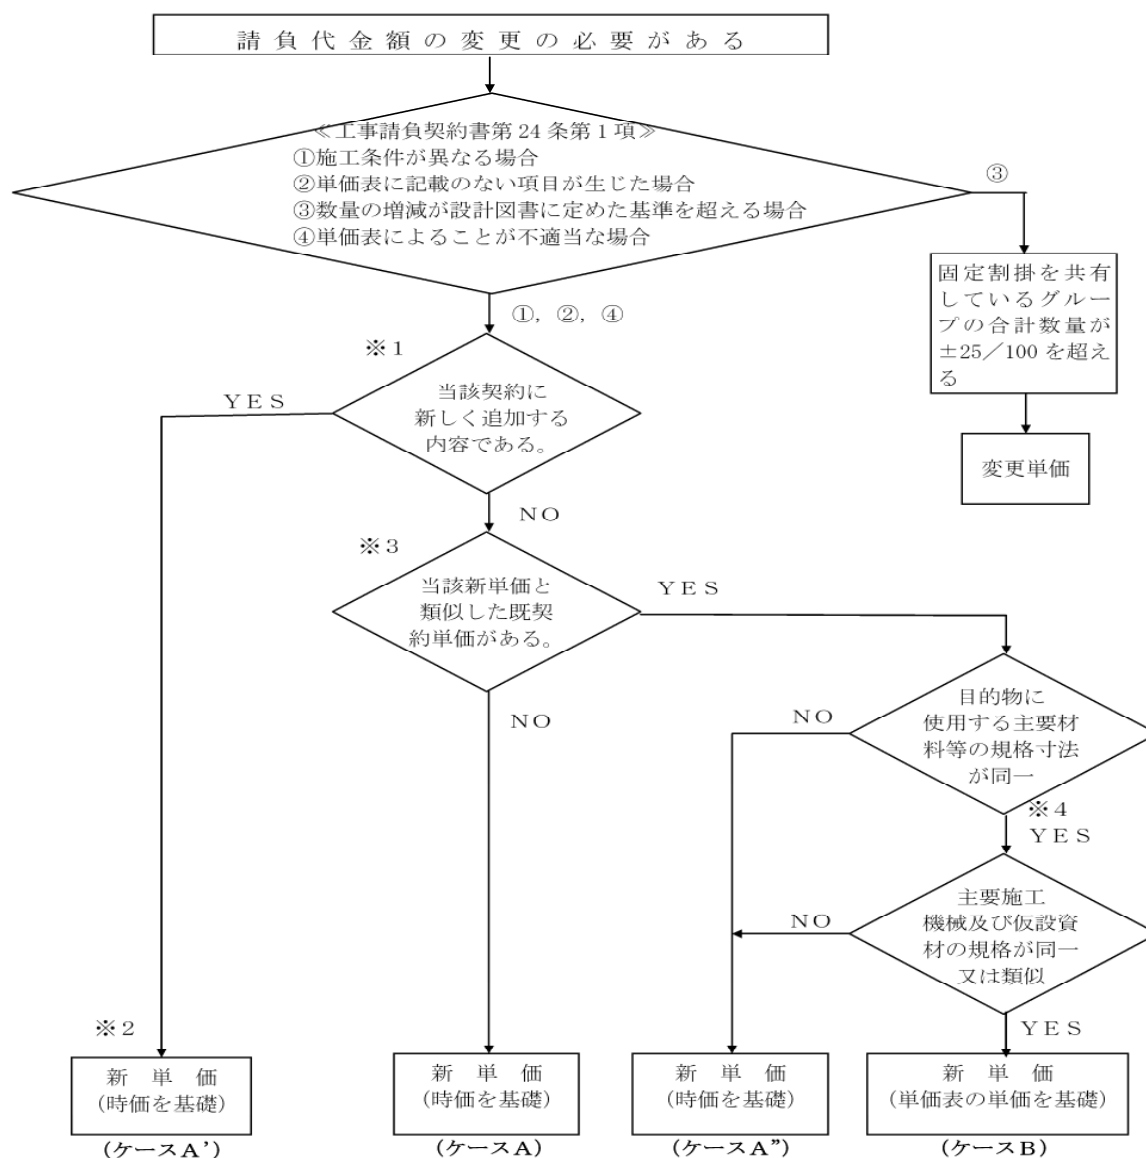 請負代金額の変更の必要がある
≪工事請負契約書第 24 条第 1 項≫
①施工条件が異なる場合
②単価表に記載のない項目が生じた場合
③数量の増減が設計図書に定めた基準を超える場合
④単価表によることが不適当な場合
③
固定割掛を共有
しているグルー
プの合計数量が
±25／100 を超え
る
変更単価
①，②，④
※1
当該契約に
新しく追加する
内容である。
YES
NO
※3
当該新単価と
類似した既契
約単価がある。
YES
NO
目的物に
使用する主要材
料等の規格寸法
が同一
NO
※4
YES
主要施工
機械及び仮設資
材の規格が同一
又は類似
NO
YES
※2
新 単 価
(時価を基礎)
(ケースA’)
新 単 価
(時価を基礎)
(ケースA)
新 単 価
(時価を基礎)
(ケースA”)
新 単 価
(単価表の単価を基礎)
(ケースB)